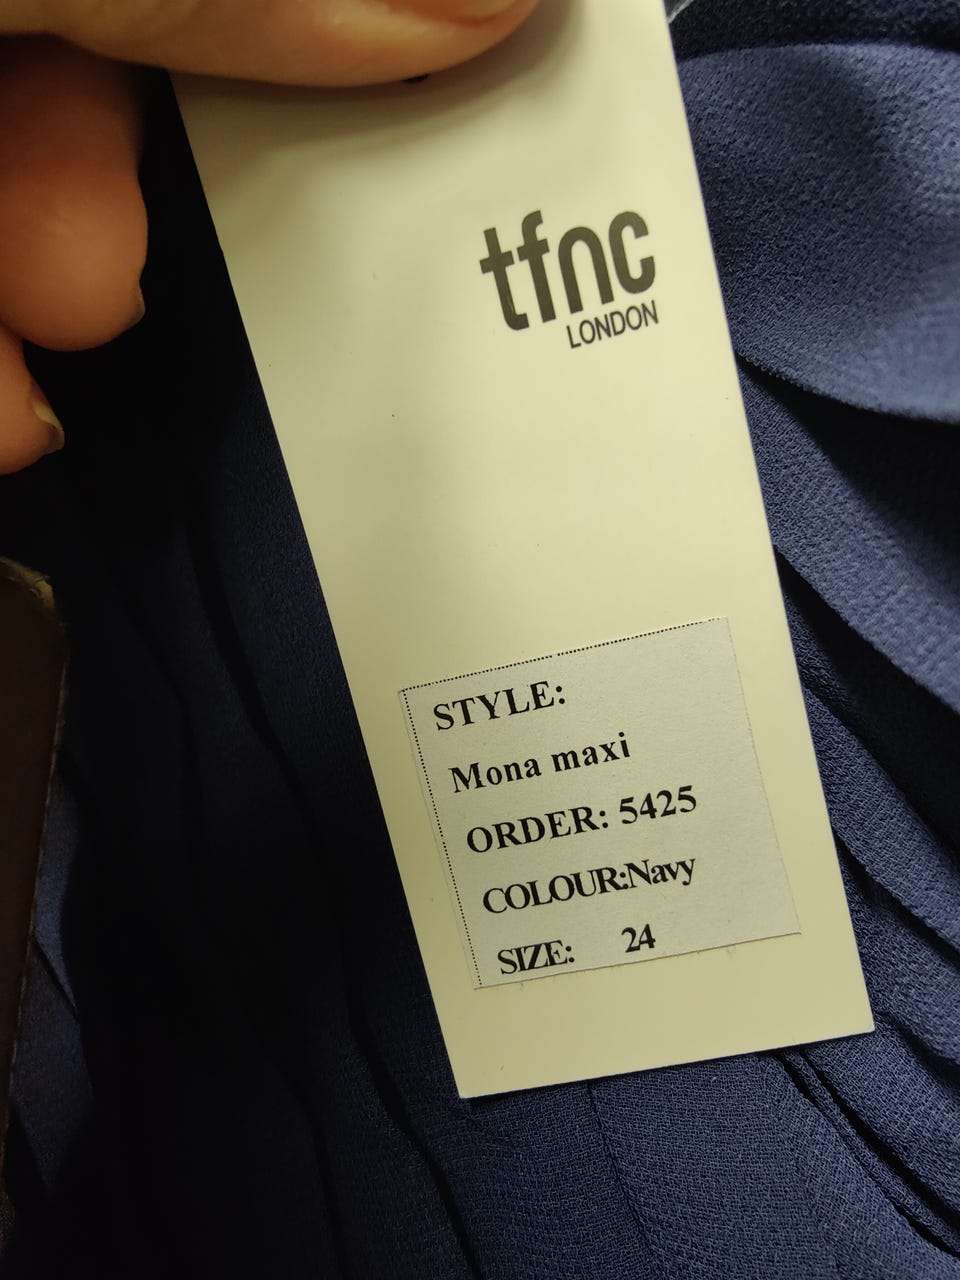 tfnc
LONDON
STYLE:
Mona maxi
ORDER: 5425
COLOUR:Navy
SIZE: 24